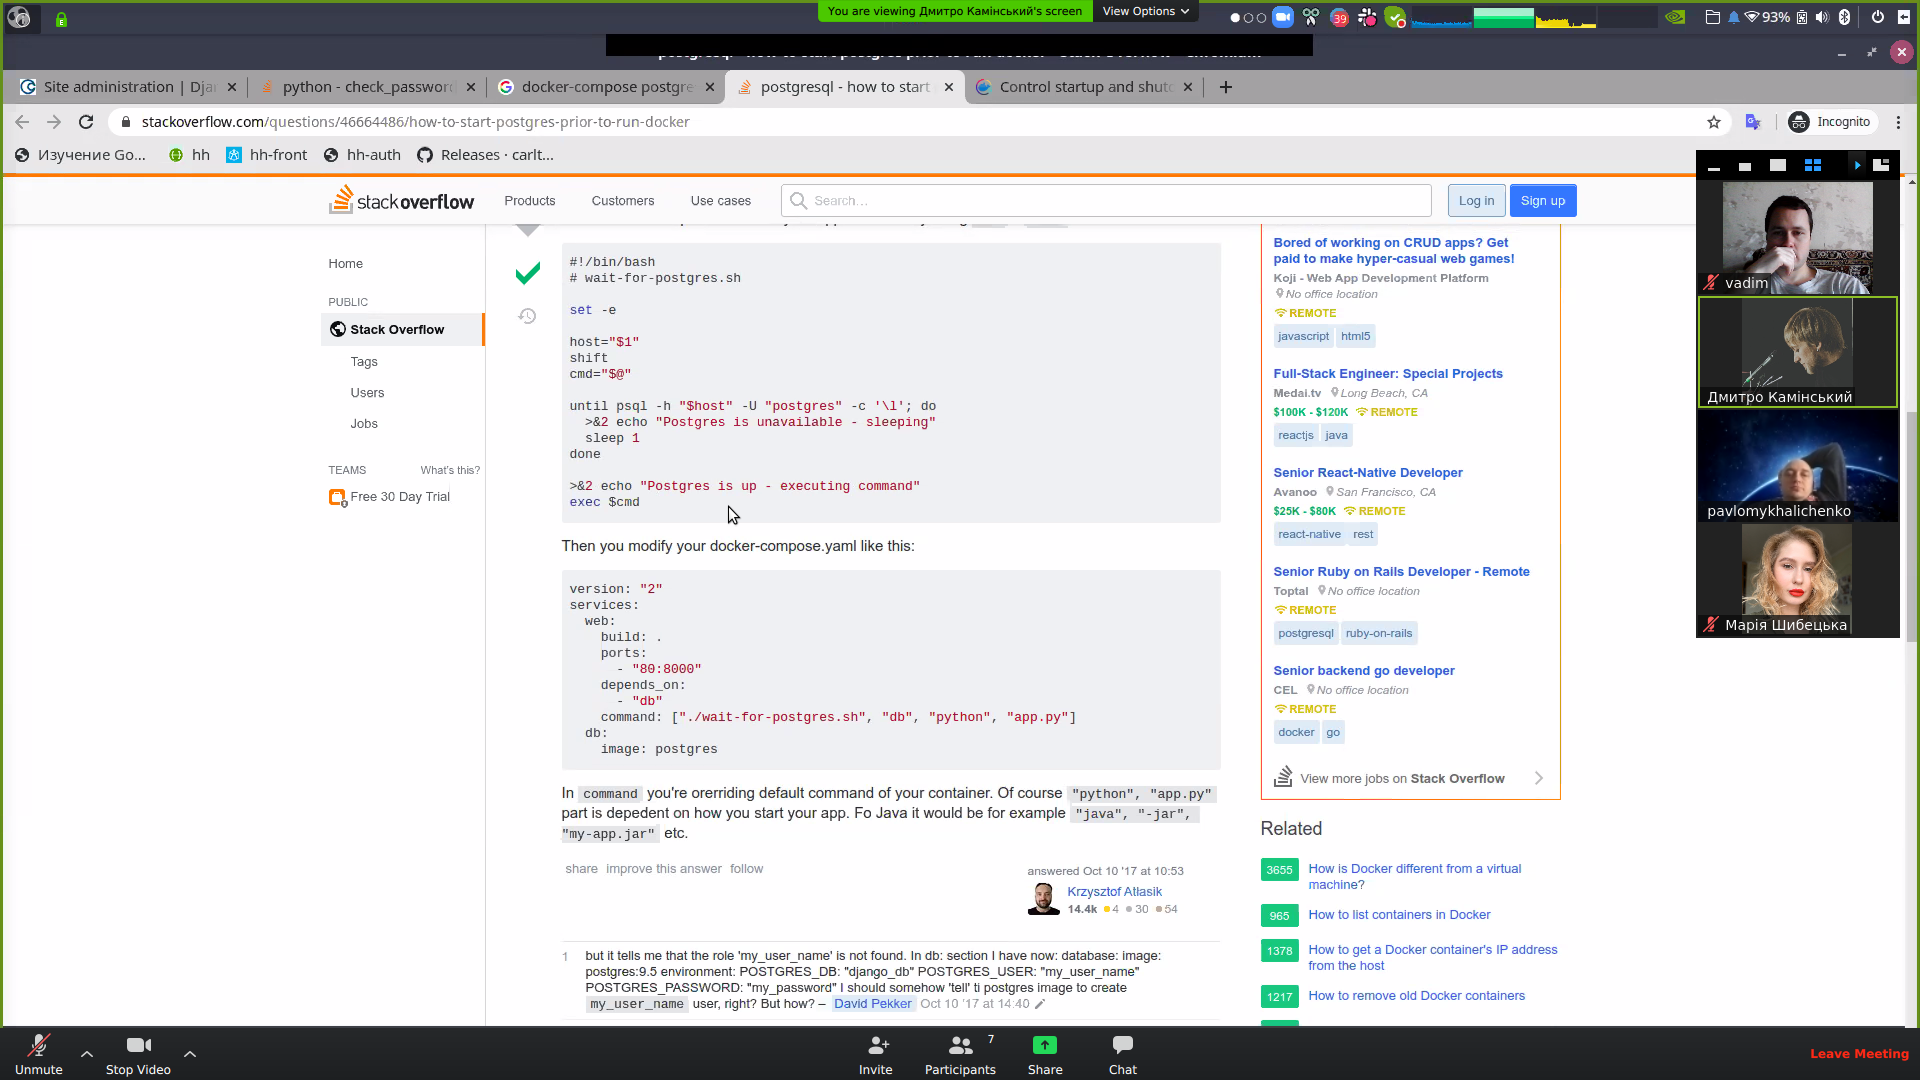 You are viewing Дмитро Камінський's screen
View Options
39
93%
Site administration | Dja
python - check_password
docker-compose postgre
postgresql - how to start
Control startup and shutd
stackoverflow.com/questions/46664486/how-to-start-postgres-prior-to-run-docker
Incognito
Изучение Go...
hh
hh-front
hh-auth
Releases · carlt...
stackoverflow
Products
Customers
Use cases
Search...
Log in
Sign up
Home
PUBLIC
Stack Overflow
Tags
Users
Jobs
TEAMS
What's this?
Free 30 Day Trial
#!/bin/bash
# wait-for-postgres.sh
set -e
host="$1"
shift
cmd="$@"
until psql -h "$host" -U "postgres" -c '\l'; do
>&2 echo "Postgres is unavailable - sleeping"
sleep 1
done
>&2 echo "Postgres is up - executing command"
exec $cmd
Then you modify your docker-compose.yaml like this:
version: "2"
services:
web:
build: .
ports:
- "80:8000"
depends_on:
- "db"
command: ["./wait-for-postgres.sh", "db", "python", "app.py"]
db:
image: postgres
In command you're orerriding default command of your container. Of course "python", "app.py"
part is depedent on how you start your app. Fo Java it would be for example "java", "-jar",
"my-app.jar" etc.
share improve this answer follow
answered Oct 10 '17 at 10:53
Krzysztof Atłasik
14.4k 4 30 54
1 but it tells me that the role 'my_user_name' is not found. In db: section I have now: database: image:
postgres:9.5 environment: POSTGRES_DB: "django_db" POSTGRES_USER: "my_user_name"
POSTGRES_PASSWORD: "my_password" I should somehow 'tell' ti postgres image to create
my_user_name user, right? But how? – David Pekker Oct 10 '17 at 14:40
Bored of working on CRUD apps? Get
paid to make hyper-casual web games!
Koji - Web App Development Platform
No office location
REMOTE
javascript html5
Full-Stack Engineer: Special Projects
Medai.tv Long Beach, CA
$100K - $120K REMOTE
reactjs java
Senior React-Native Developer
Avanoo San Francisco, CA
$25K - $80K REMOTE
react-native rest
Senior Ruby on Rails Developer - Remote
Toptal No office location
REMOTE
postgresql ruby-on-rails
Senior backend go developer
CEL No office location
REMOTE
docker go
View more jobs on Stack Overflow
Related
3655 How is Docker different from a virtual
machine?
965 How to list containers in Docker
1378 How to get a Docker container's IP address
from the host
1217 How to remove old Docker containers
vadim
Дмитро Камінський
pavlomykhalichenko
Марія Шибецька
Unmute
Stop Video
Invite
Participants
7
Share
Chat
Leave Meeting